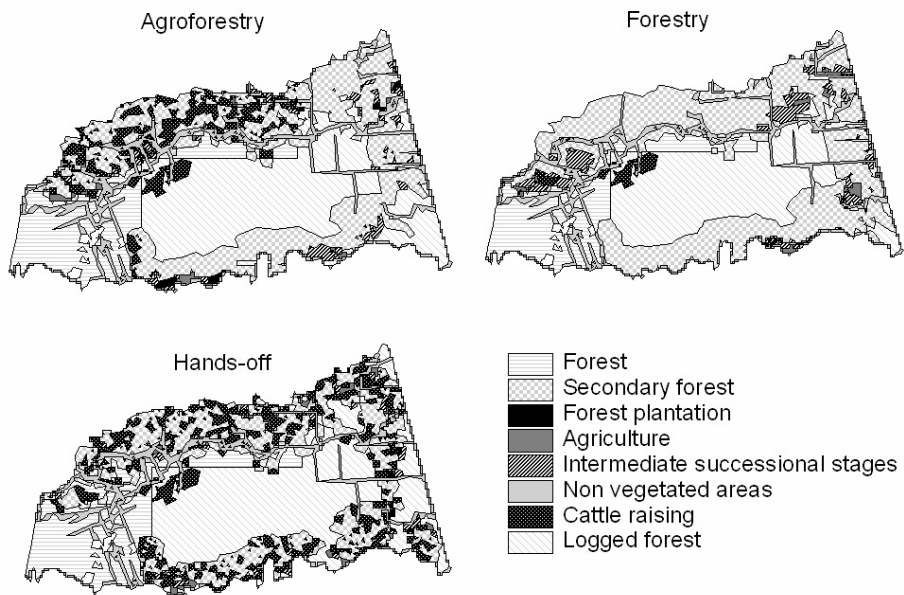 Agroforestry
Forestry
Hands-off
Forest
Secondary forest
Forest plantation
Agriculture
Intermediate successional stages
Non vegetated areas
Cattle raising
Logged forest